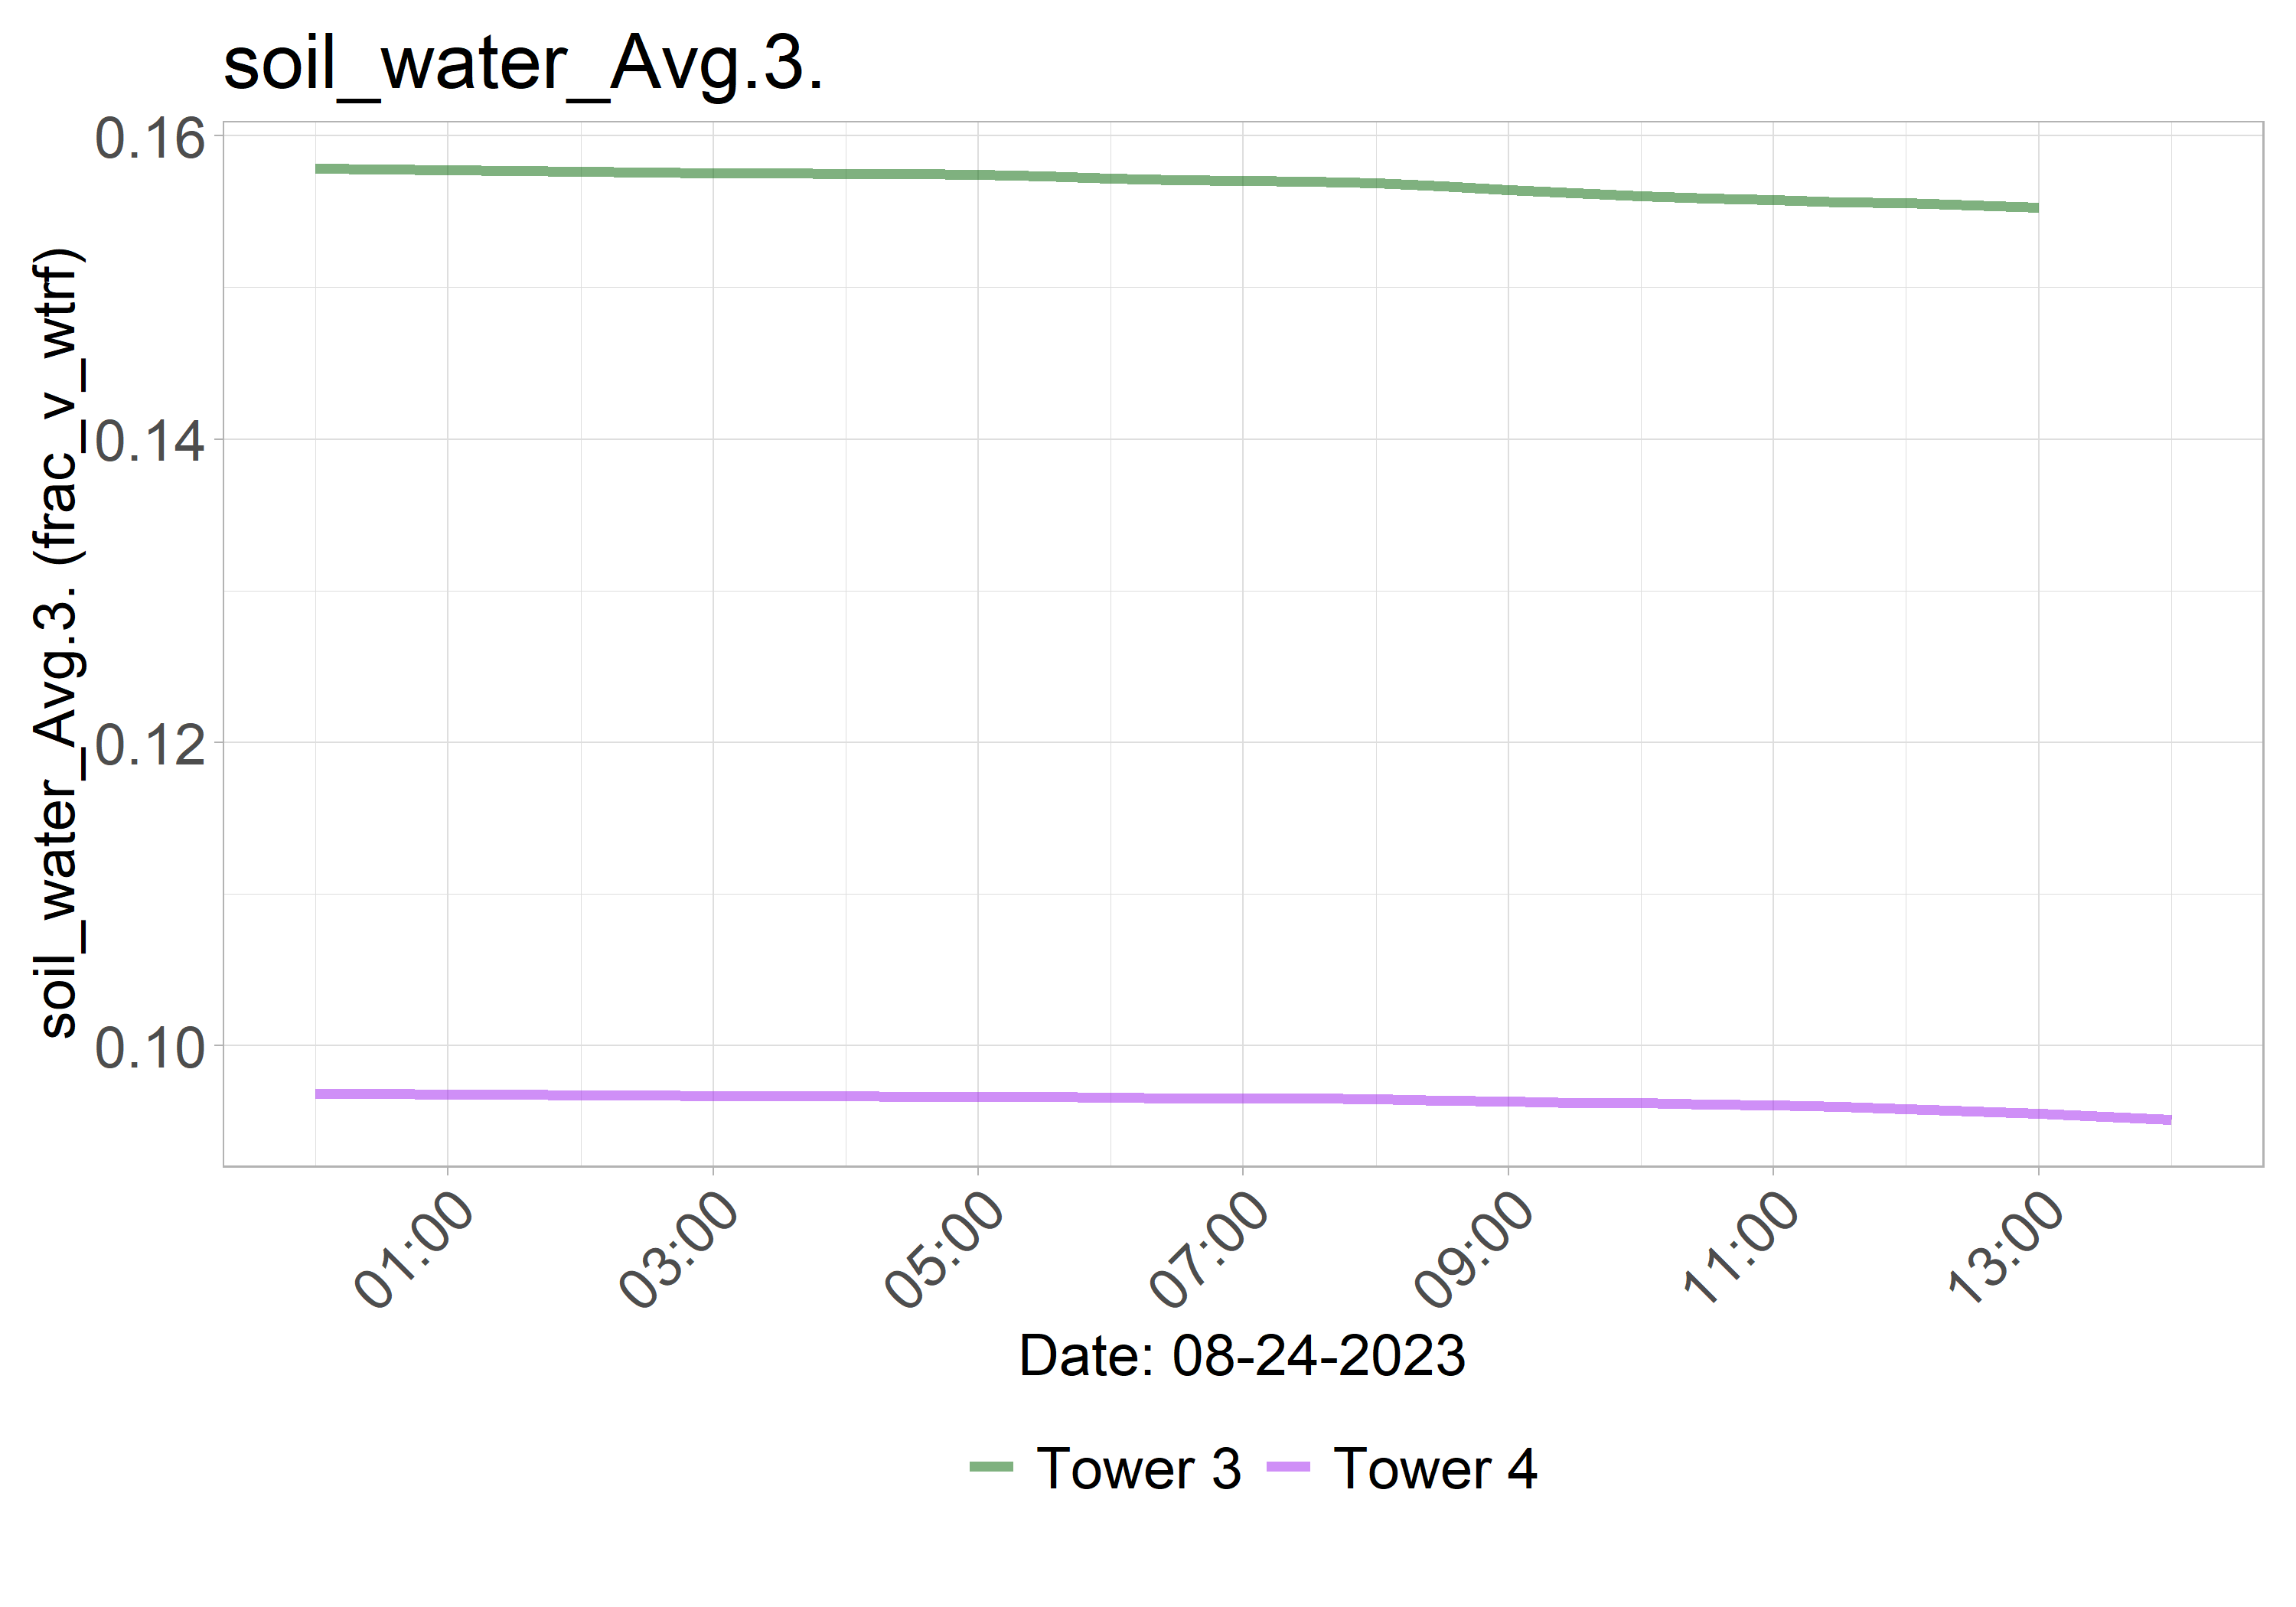 soil_water_Avg.3.
soil_water_Avg.3. (frac_v_wtrf)
0.16
0.14
0.12
0.10
01:00
03:00
05:00
07:00
09:00
11:00
13:00
Date: 08-24-2023
Tower 3
Tower 4